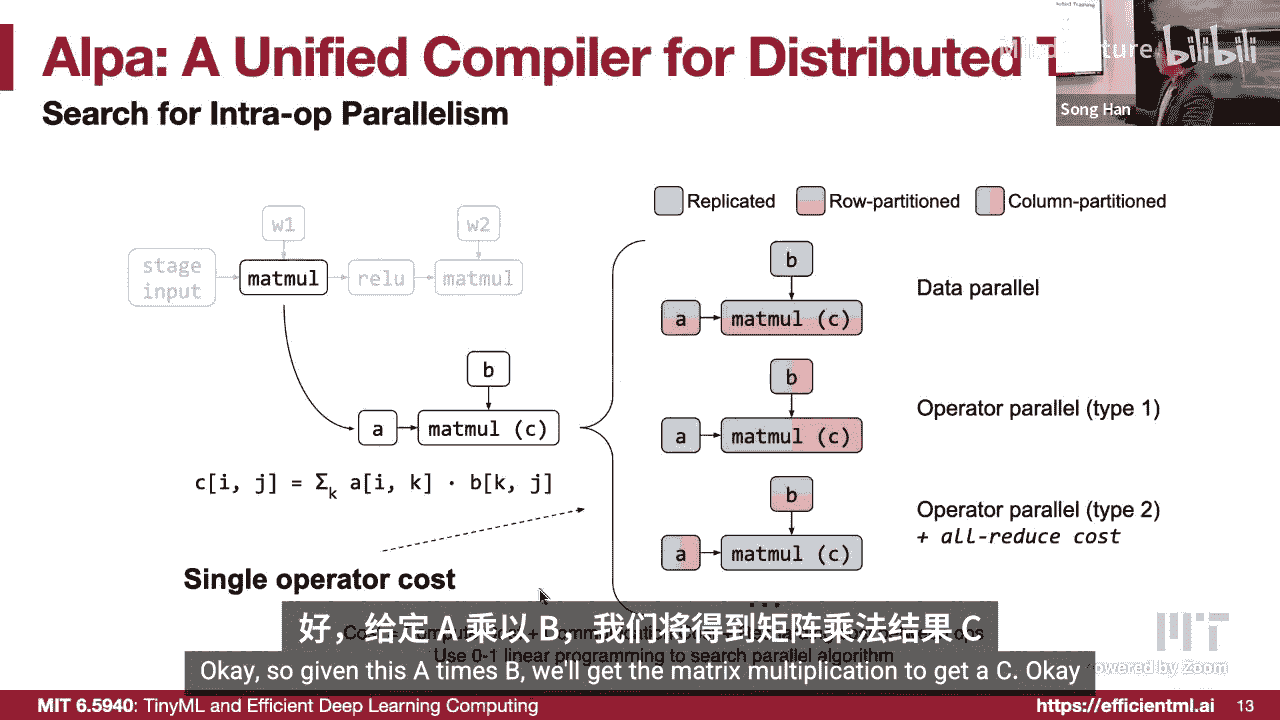 Alpa: A Unified Compiler for Distributed T
bilibili
Song Han
Search for Intra-op Parallelism
Replicated
Row-partitioned
Column-partitioned
w1
w2
stage input
matmul
relu
matmul
b
a
matmul (c)
c[i, j] = Σk a[i, k] · b[k, j]
Single operator cost
b
a
matmul (c)
Data parallel
b
a
matmul (c)
Operator parallel (type 1)
b
a
matmul (c)
Operator parallel (type 2)
+ all-reduce cost
...
好，给定 A 乘以 B，我们将得到矩阵乘法结果 C
Use 0-1 linear programming to search parallel algorithm
Okay, so given this A times B, we'll get the matrix multiplication to get a C. Okay
powered by Zoom
MIT 6.5940: TinyML and Efficient Deep Learning Computing
https://efficientml.ai
13